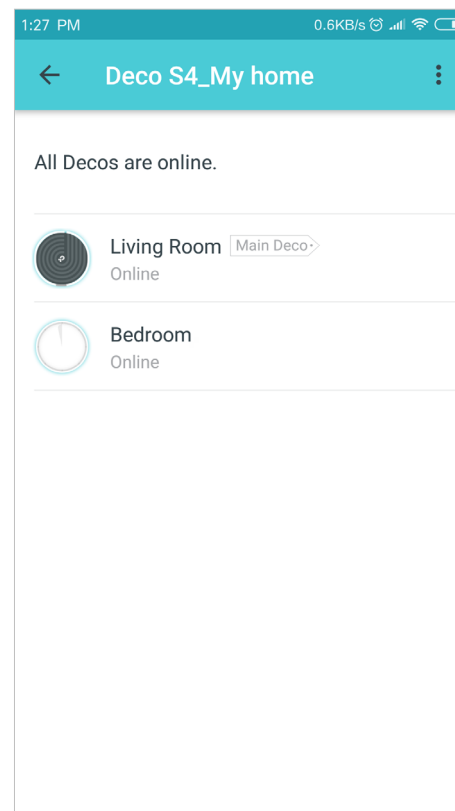 1:27 PM 0.6KB/s
Deco S4_My home
All Decos are online.
Living Room Main Deco
Online
Bedroom
Online